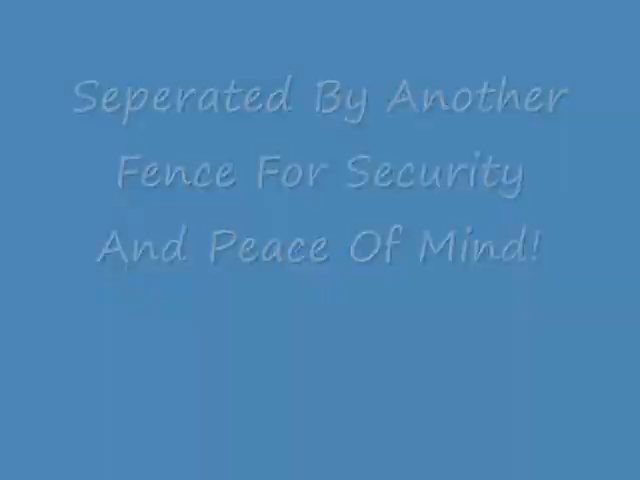 Seperated By Another
Fence For Security
And Peace Of Mind!